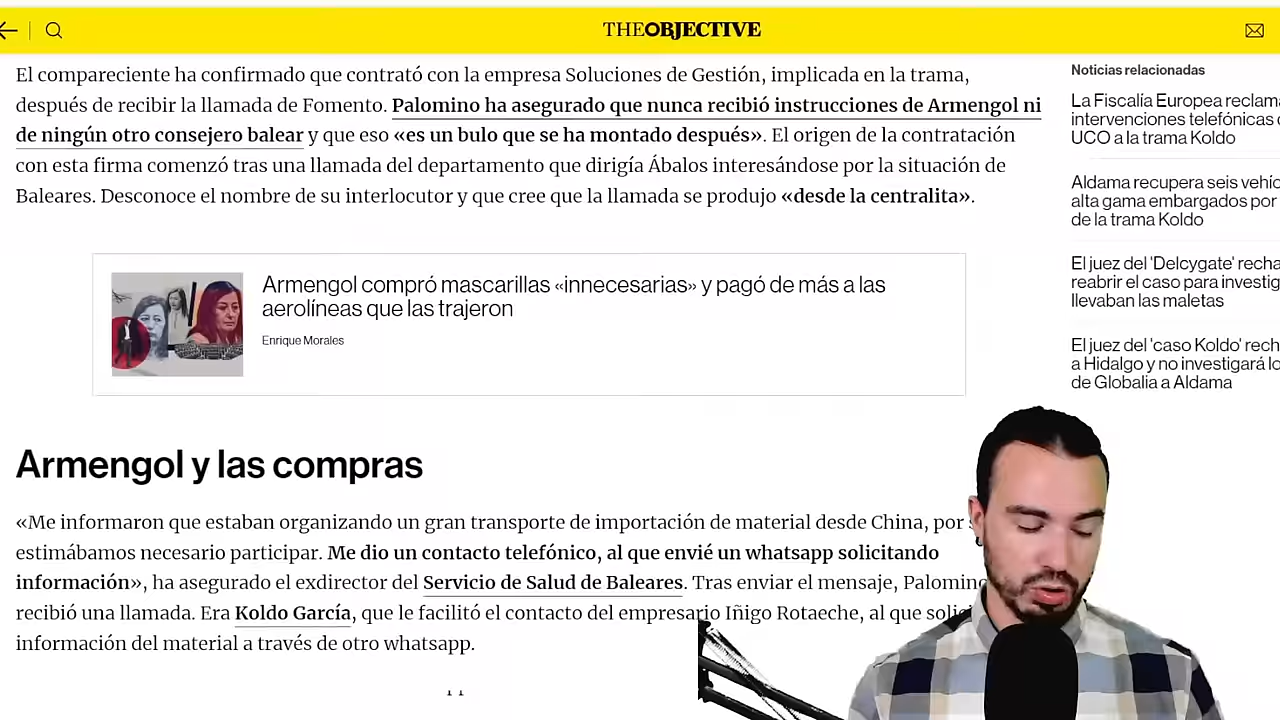 THEOBJECTIVE
El compareciente ha confirmado que contrató con la empresa Soluciones de Gestión, implicada en la trama,
después de recibir la llamada de Fomento. Palomino ha asegurado que nunca recibió instrucciones de Armengol ni
de ningún otro consejero balear y que eso «es un bulo que se ha montado después». El origen de la contratación
con esta firma comenzó tras una llamada del departamento que dirigía Ábalos interesándose por la situación de
Baleares. Desconoce el nombre de su interlocutor y que cree que la llamada se produjo «desde la centralita».
Armengol compró mascarillas «innecesarias» y pagó de más a las
aerolíneas que las trajeron
Enrique Morales
Armengol y las compras
«Me informaron que estaban organizando un gran transporte de importación de material desde China, por
estimábamos necesario participar. Me dio un contacto telefónico, al que envié un whatsapp solicitando
información», ha asegurado el exdirector del Servicio de Salud de Baleares. Tras enviar el mensaje, Palomino
recibió una llamada. Era Koldo García, que le facilitó el contacto del empresario Iñigo Rotaeche, al que
información del material a través de otro whatsapp.
Noticias relacionadas
La Fiscalía Europea
intervenciones telefónicas
UCO a la trama Koldo
Aldama recupera seis
alta gama embargados por
de la trama Koldo
El juez del 'Delcygate'
reabrir el caso para
llevaban las maletas
El juez del 'caso Koldo'
a Hidalgo y no investigará
de Globalia a Aldama